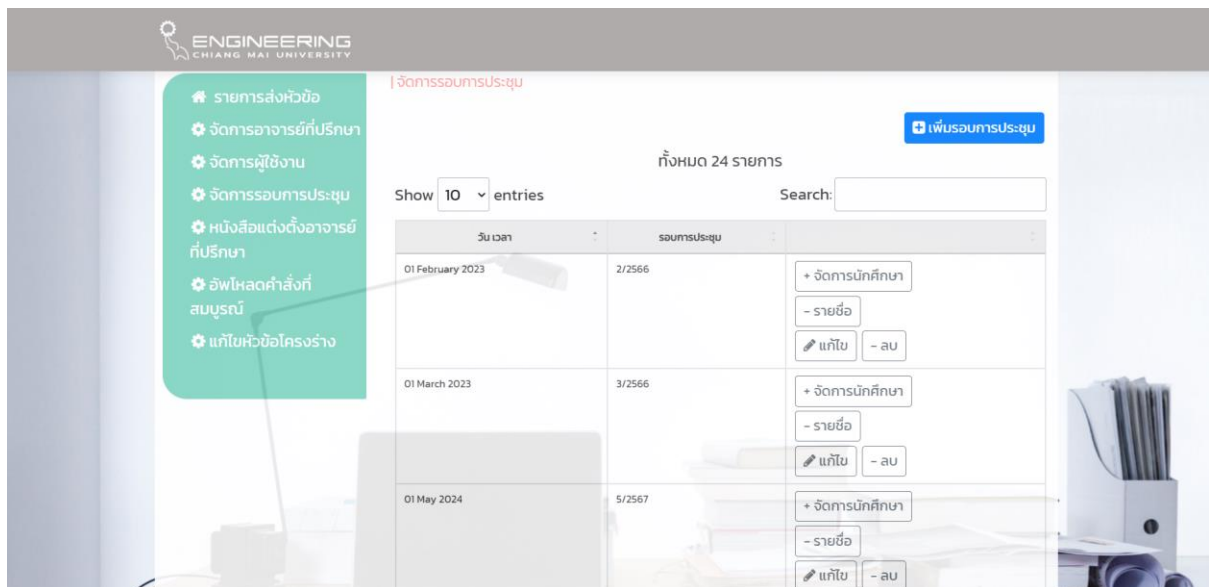 ENGINEERING
CHIANG MAI UNIVERSITY
รายการส่งหัวข้อ
จัดการอาจารย์ที่ปรึกษา
จัดการผู้ใช้งาน
จัดการรอบการประชุม
หนังสือแต่งตั้งอาจารย์
ที่ปรึกษา
อัพโหลดคำสั่งที่
สมบูรณ์
แก้ไขหัวข้อโครงร่าง
| จัดการรอบการประชุม
เพิ่มรอบการประชุม
ทั้งหมด 24 รายการ
Show 10 entries
Search:
วัน เวลา รอบการประชุม
01 February 2023 2/2566 + จัดการนักศึกษา
- รายชื่อ
แก้ไข - ลบ
01 March 2023 3/2566 + จัดการนักศึกษา
- รายชื่อ
แก้ไข - ลบ
01 May 2024 5/2567 + จัดการนักศึกษา
- รายชื่อ
แก้ไข - ลบ